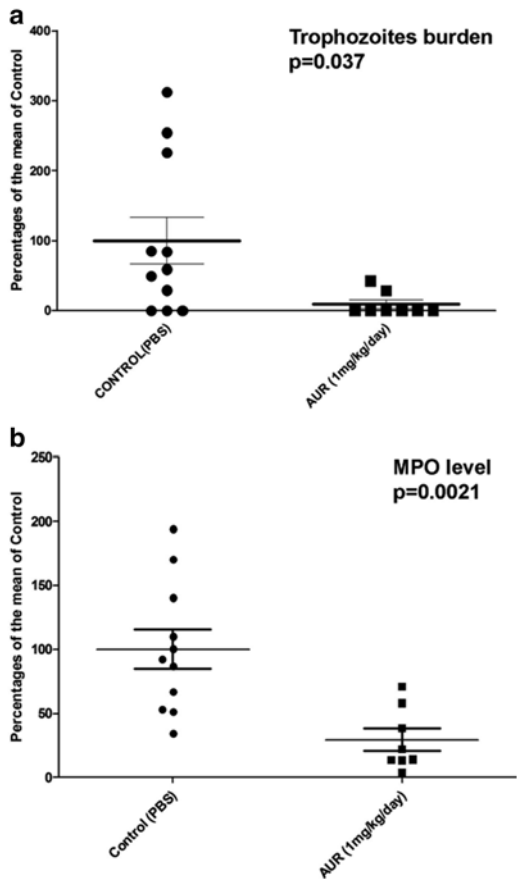 a
Trophozoites burden
p=0.037
Percentages of the mean of Control
400
300
200
100
0
CONTROL(PBS)
AUR (1mg/kg/day)
b
MPO level
p=0.0021
Percentages of the mean of Control
250
200
150
100
50
0
Control (PBS)
AUR (1mg/kg/day)